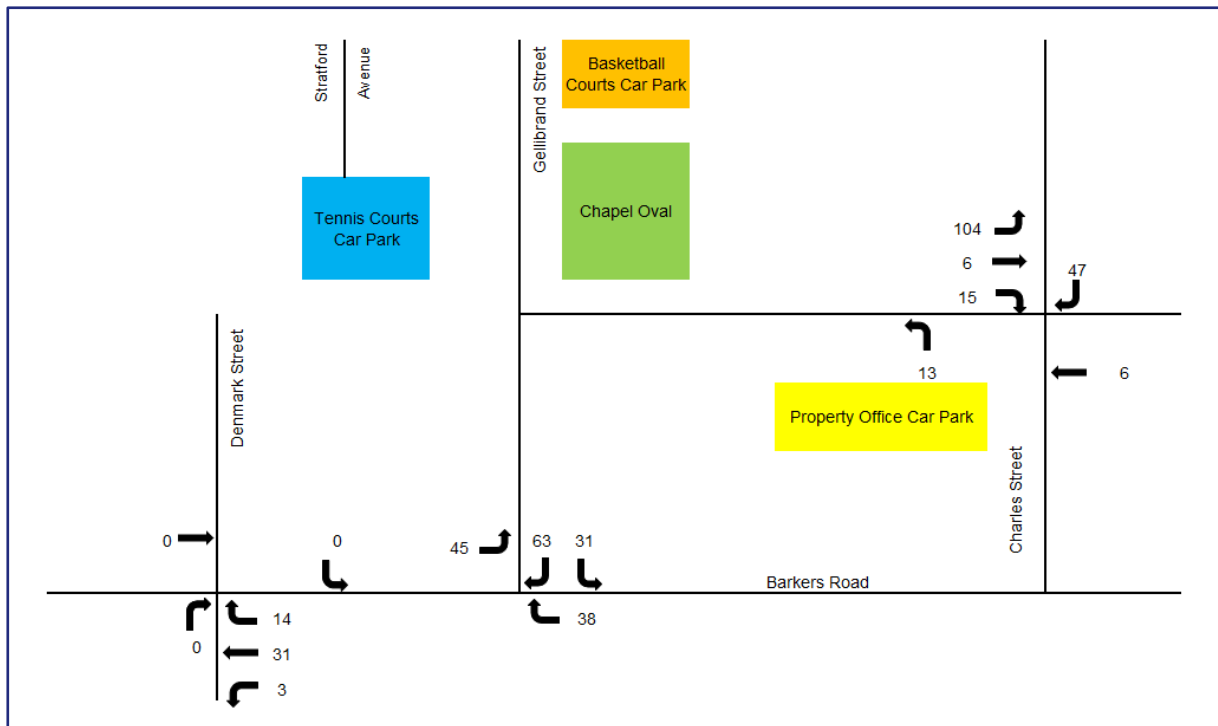 Stratford
Avenue
Gellibrand Street
Basketball
Courts Car Park
Tennis Courts
Car Park
Chapel Oval
104
6
15
47
13
6
Property Office Car Park
Denmark Street
Charles Street
0
0
45
63
31
Barkers Road
14
38
0
31
3